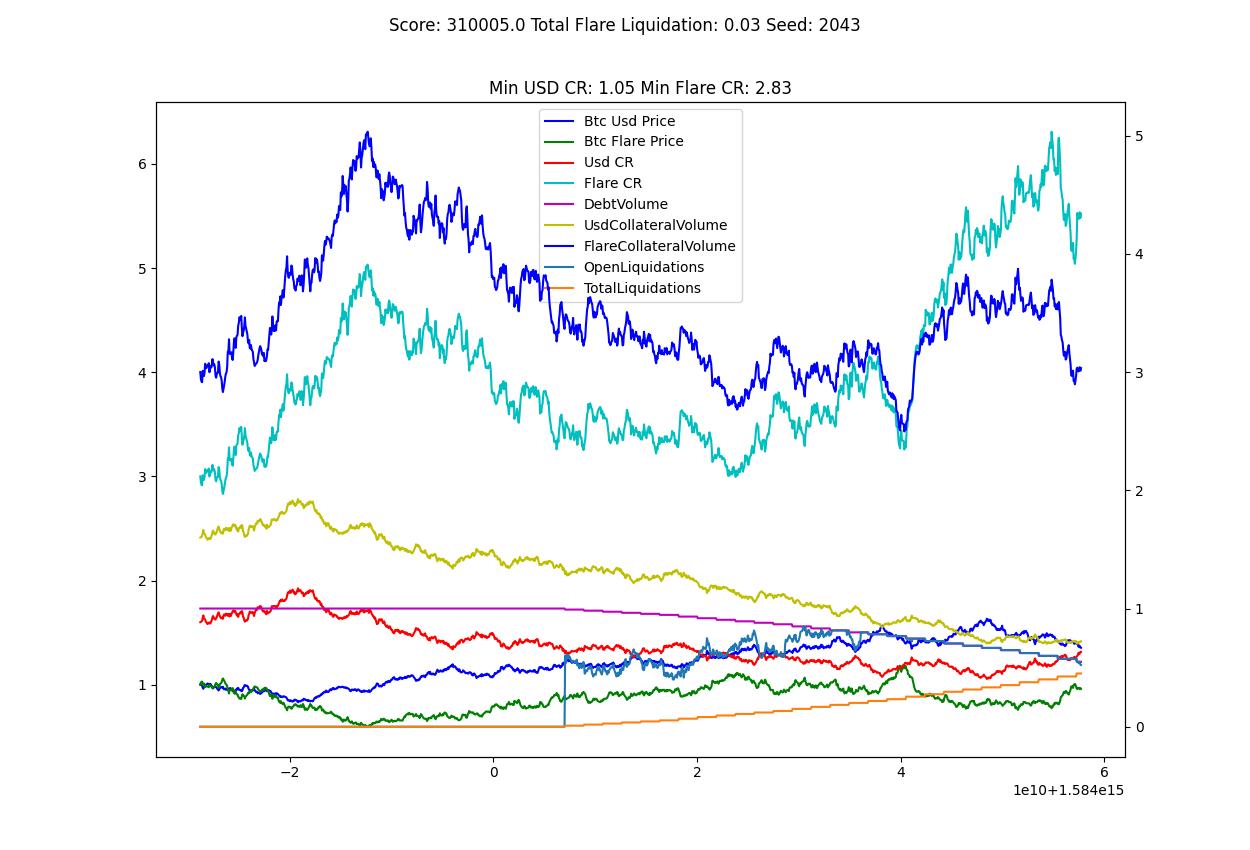 Score: 310005.0 Total Flare Liquidation: 0.03 Seed: 2043
Min USD CR: 1.05 Min Flare CR: 2.83
Btc Usd Price
Btc Flare Price
Usd CR
Flare CR
DebtVolume
UsdCollateralVolume
FlareCollateralVolume
OpenLiquidations
TotalLiquidations
6
5
4
3
2
1
5
4
3
2
1
0
−2
0
2
4
6
1e10+1.584e15